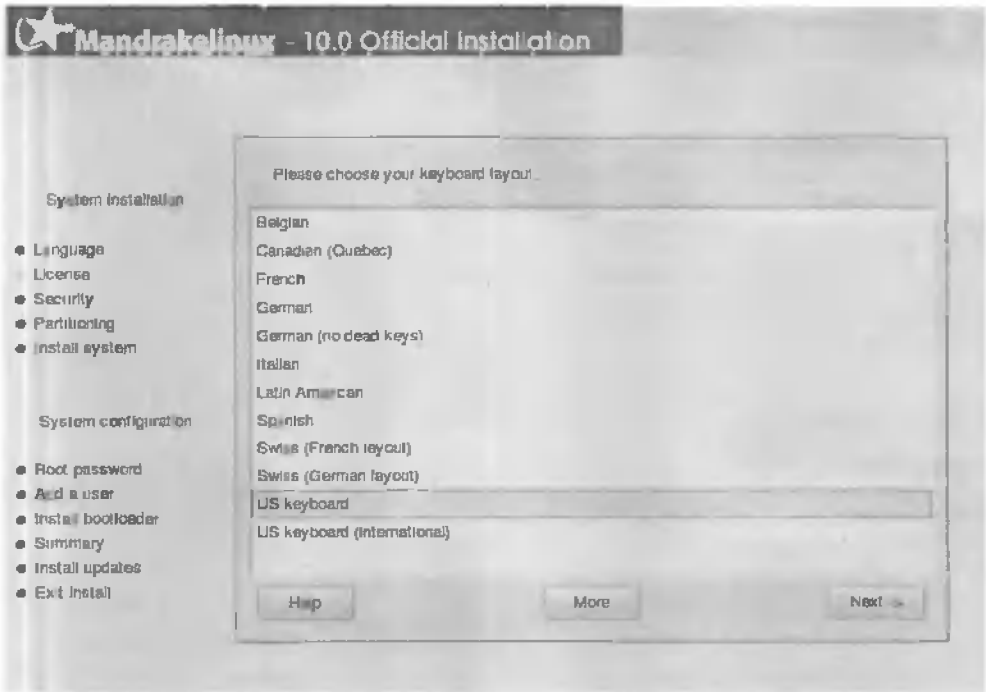 Mandrakelinux - 10.0 Official Installation
System installation
Language
License
Security
Partitioning
Install system
System configuration
Root password
Add a user
Install bootloader
Summary
Install updates
Exit install
Please choose your keyboard layout.
Belgian
Canadian (Quebec)
French
German
German (no dead keys)
Italian
Latin American
Spanish
Swiss (French layout)
Swiss (German layout)
US keyboard
US keyboard (international)
Help
More
Next ->